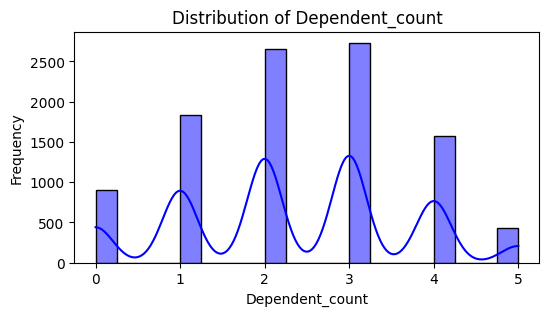 Distribution of Dependent_count
Frequency
2500
2000
1500
1000
500
0
0 1 2 3 4 5
Dependent_count